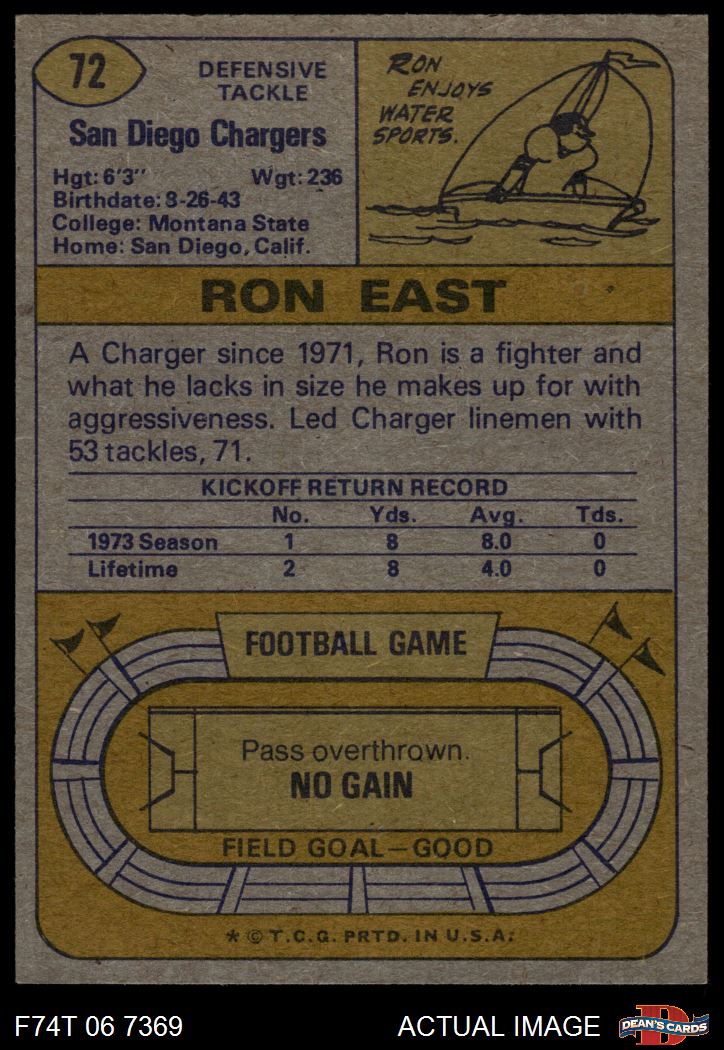 72
DEFENSIVE
TACKLE
San Diego Chargers
Hgt: 6'3" Wgt: 236
Birthdate: 8-26-43
College: Montana State
Home: San Diego, Calif.
RON
ENJOYS
WATER
SPORTS.
RON EAST
A Charger since 1971, Ron is a fighter and
what he lacks in size he makes up for with
aggressiveness. Led Charger linemen with
53 tackles, 71.
KICKOFF RETURN RECORD
No. Yds. Avg. Tds.
1973 Season 1 8 8.0 0
Lifetime 2 8 4.0 0
FOOTBALL GAME
Pass overthrown.
NO GAIN
FIELD GOAL—GOOD
* © T.C.G. PRTD. IN U.S.A.
F74T 06 7369 ACTUAL IMAGE
D
DEAN'S CARDS